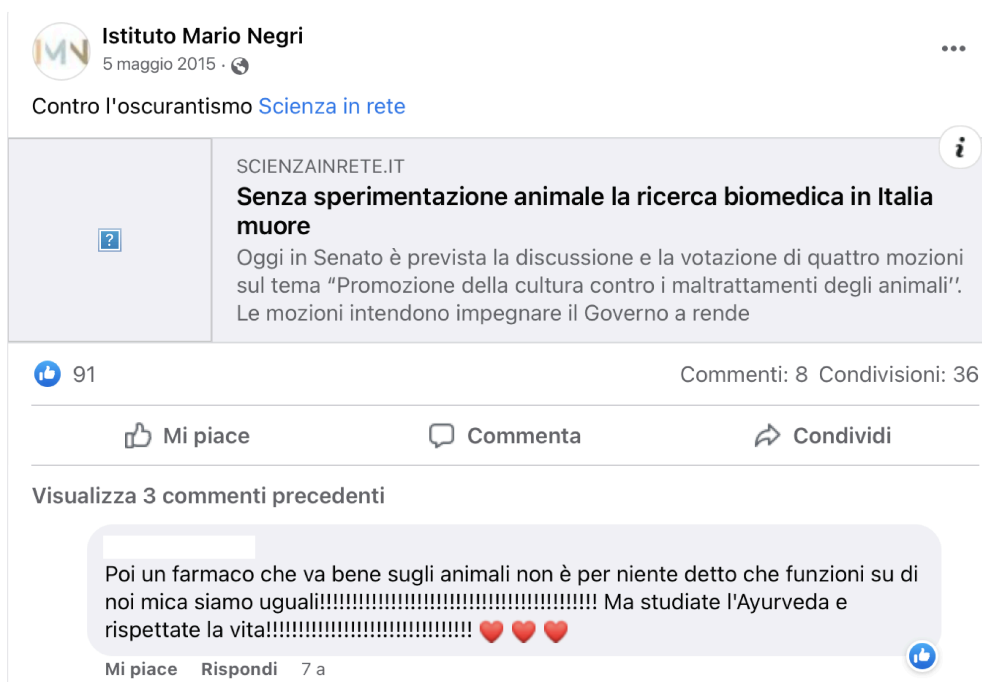 IMN
Istituto Mario Negri
5 maggio 2015 ·
Contro l'oscurantismo Scienza in rete
SCIENZAINRETE.IT
Senza sperimentazione animale la ricerca biomedica in Italia
muore
Oggi in Senato è prevista la discussione e la votazione di quattro mozioni
sul tema “Promozione della cultura contro i maltrattamenti degli animali’’.
Le mozioni intendono impegnare il Governo a rende
91
Commenti: 8 Condivisioni: 36
Mi piace
Commenta
Condividi
Visualizza 3 commenti precedenti
Poi un farmaco che va bene sugli animali non è per niente detto che funzioni su di
noi mica siamo uguali!!!!!!!!!!!!!!!!!!!!!!!!!!!!!!!!!!!!!!!!!!! Ma studiate l'Ayurveda e
rispettate la vita!!!!!!!!!!!!!!!!!!!!!!!!!!!!!!!! ❤️ ❤️ ❤️
Mi piace Rispondi 7 a